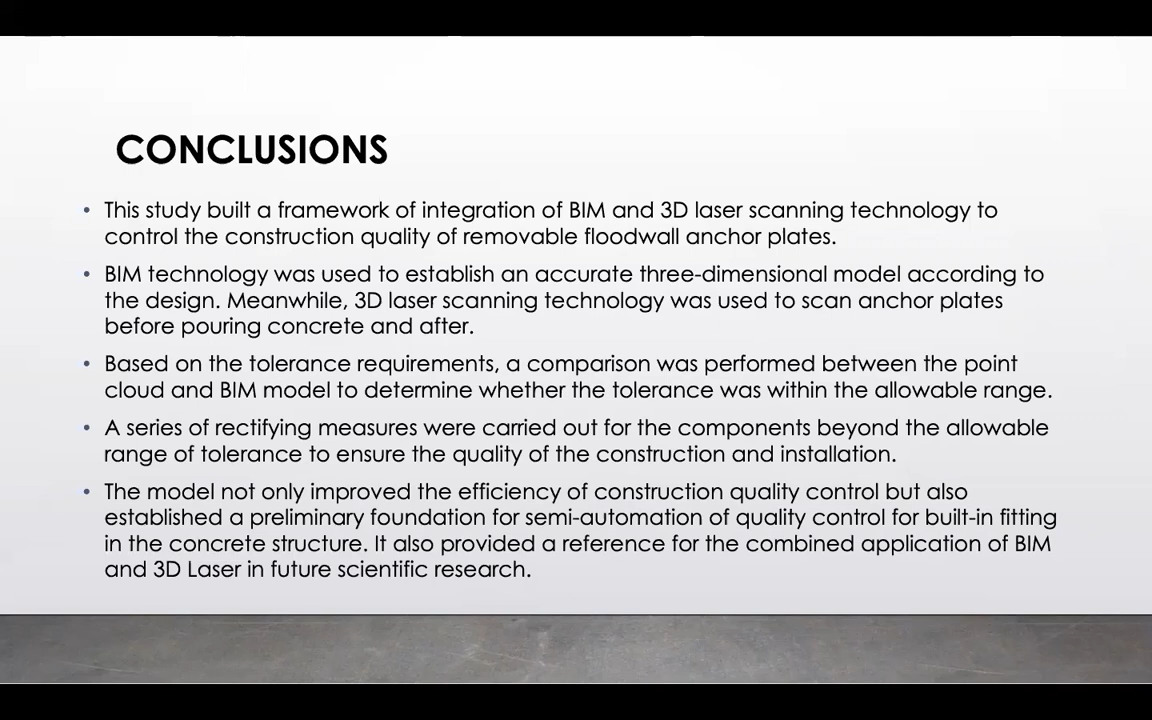 CONCLUSIONS
• This study built a framework of integration of BIM and 3D laser scanning technology to
control the construction quality of removable floodwall anchor plates.
• BIM technology was used to establish an accurate three-dimensional model according to
the design. Meanwhile, 3D laser scanning technology was used to scan anchor plates
before pouring concrete and after.
• Based on the tolerance requirements, a comparison was performed between the point
cloud and BIM model to determine whether the tolerance was within the allowable range.
• A series of rectifying measures were carried out for the components beyond the allowable
range of tolerance to ensure the quality of the construction and installation.
• The model not only improved the efficiency of construction quality control but also
established a preliminary foundation for semi-automation of quality control for built-in fitting
in the concrete structure. It also provided a reference for the combined application of BIM
and 3D Laser in future scientific research.